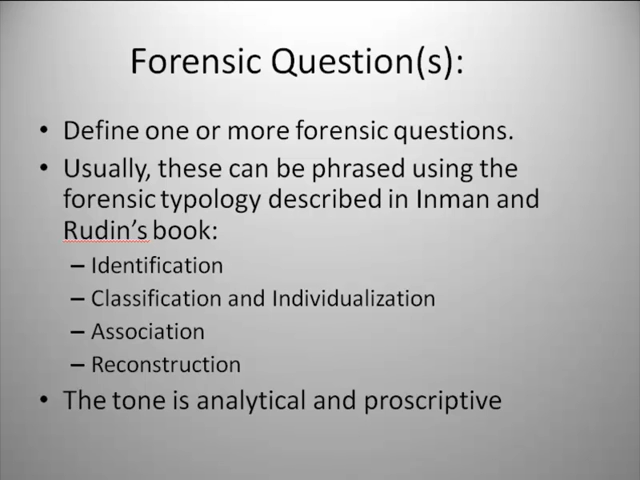 Forensic Question(s):
• Define one or more forensic questions.
• Usually, these can be phrased using the
forensic typology described in Inman and
Rudin's book:
– Identification
– Classification and Individualization
– Association
– Reconstruction
• The tone is analytical and proscriptive